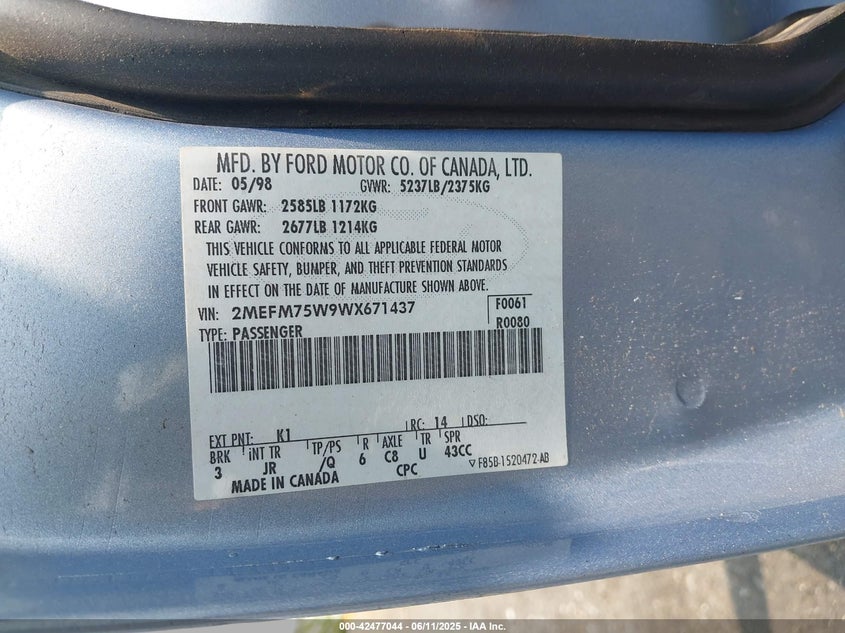 MFD. BY FORD MOTOR CO. OF CANADA, LTD.
DATE: 05/98 GVWR: 5237LB/2375KG
FRONT GAWR: 2585LB 1172KG
REAR GAWR: 2677LB 1214KG
THIS VEHICLE CONFORMS TO ALL APPLICABLE FEDERAL MOTOR
VEHICLE SAFETY, BUMPER, AND THEFT PREVENTION STANDARDS
IN EFFECT ON THE DATE OF MANUFACTURE SHOWN ABOVE.
VIN: 2MEFM75W9WX671437 F0061
TYPE: PASSENGER R0080
EXT PNT: K1 RC: 14 DSO:
BRK INT TR TP/PS R AXLE TR SPR
3 JR /Q 6 C8 U 43CC
MADE IN CANADA CPC F85B-1520472-AB
000-42477044 - 06/11/2025 - IAA Inc.